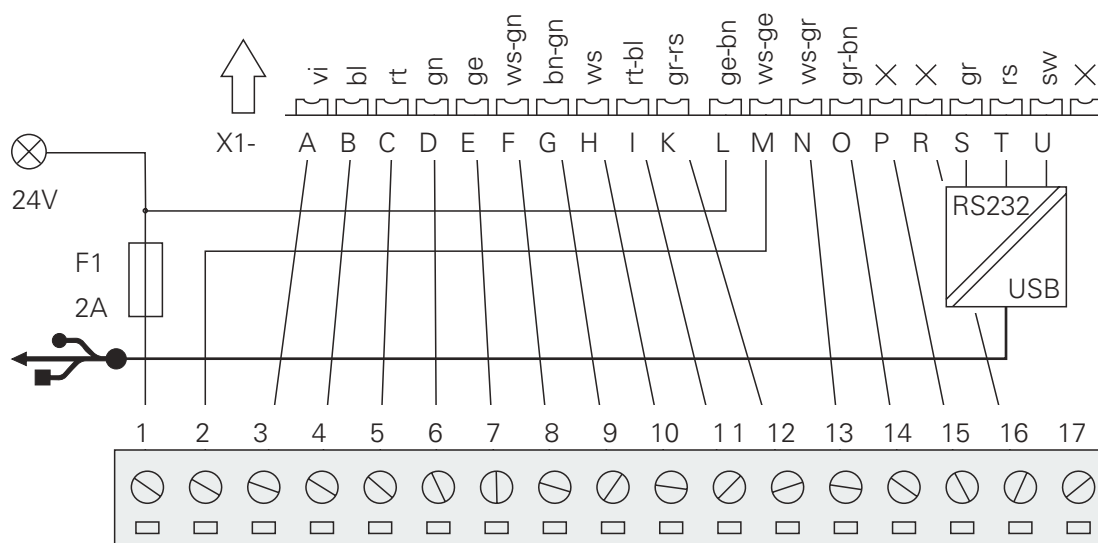 vi bl rt gn ge ws-gn bn-gn ws rt-bl gr-rs ge-bn ws-ge ws-gr gr-bn X X gr rs sw X
X1- A B C D E F G H I K L M N O P R S T U
24V
RS232
F1
2A
USB
1 2 3 4 5 6 7 8 9 10 11 12 13 14 15 16 17